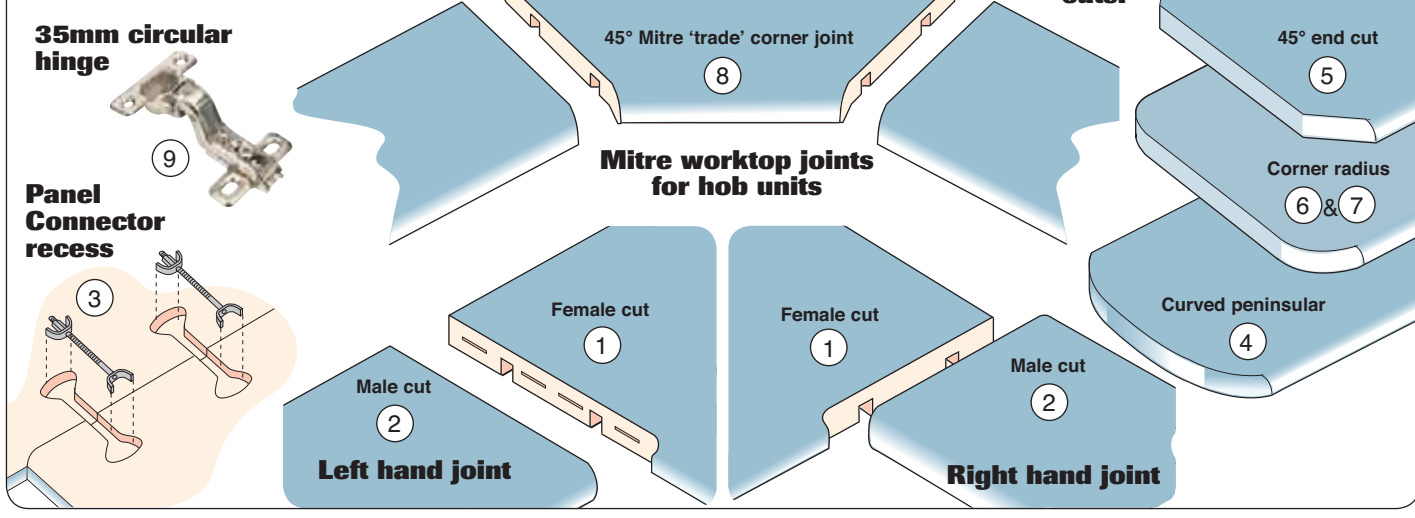 35mm circular
hinge
9
45° Mitre ‘trade’ corner joint
8
45° end cut
5
Mitre worktop joints
for hob units
Corner radius
6 & 7
Panel
Connector
recess
3
Curved peninsular
4
Female cut
1
Female cut
1
Male cut
2
Left hand joint
Male cut
2
Right hand joint